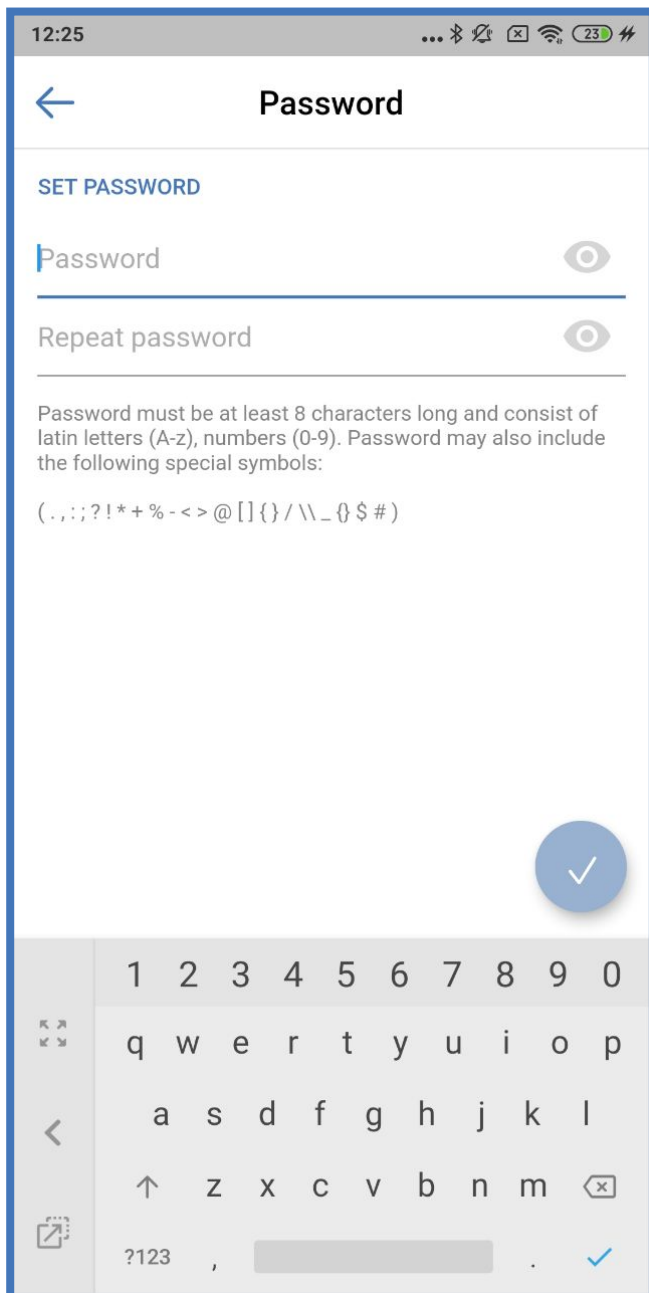 12:25
23
Password
SET PASSWORD
Password
Repeat password
Password must be at least 8 characters long and consist of
latin letters (A-z), numbers (0-9). Password may also include
the following special symbols:
( . , : ; ? ! * + % - < > @ [ ] { } / \\ _ {} $ # )
1 2 3 4 5 6 7 8 9 0
q w e r t y u i o p
a s d f g h j k l
z x c v b n m
?123 , .